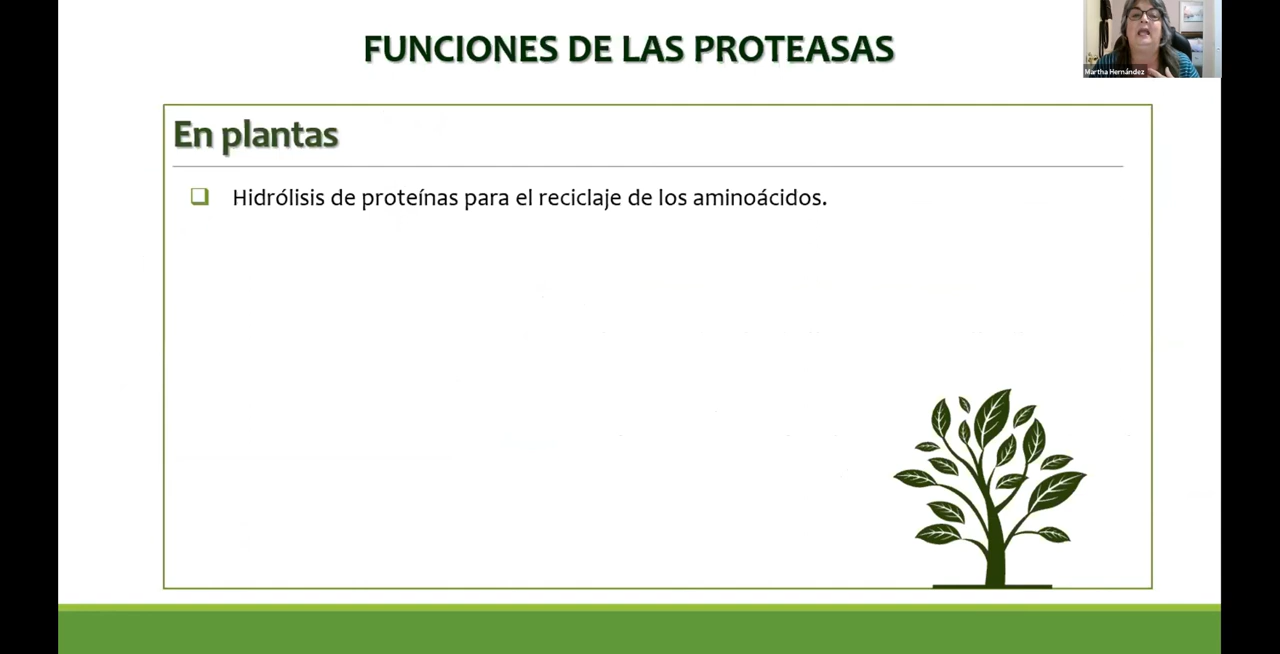 FUNCIONES DE LAS PROTEASAS
Martha Hernández
En plantas
Hidrólisis de proteínas para el reciclaje de los aminoácidos.